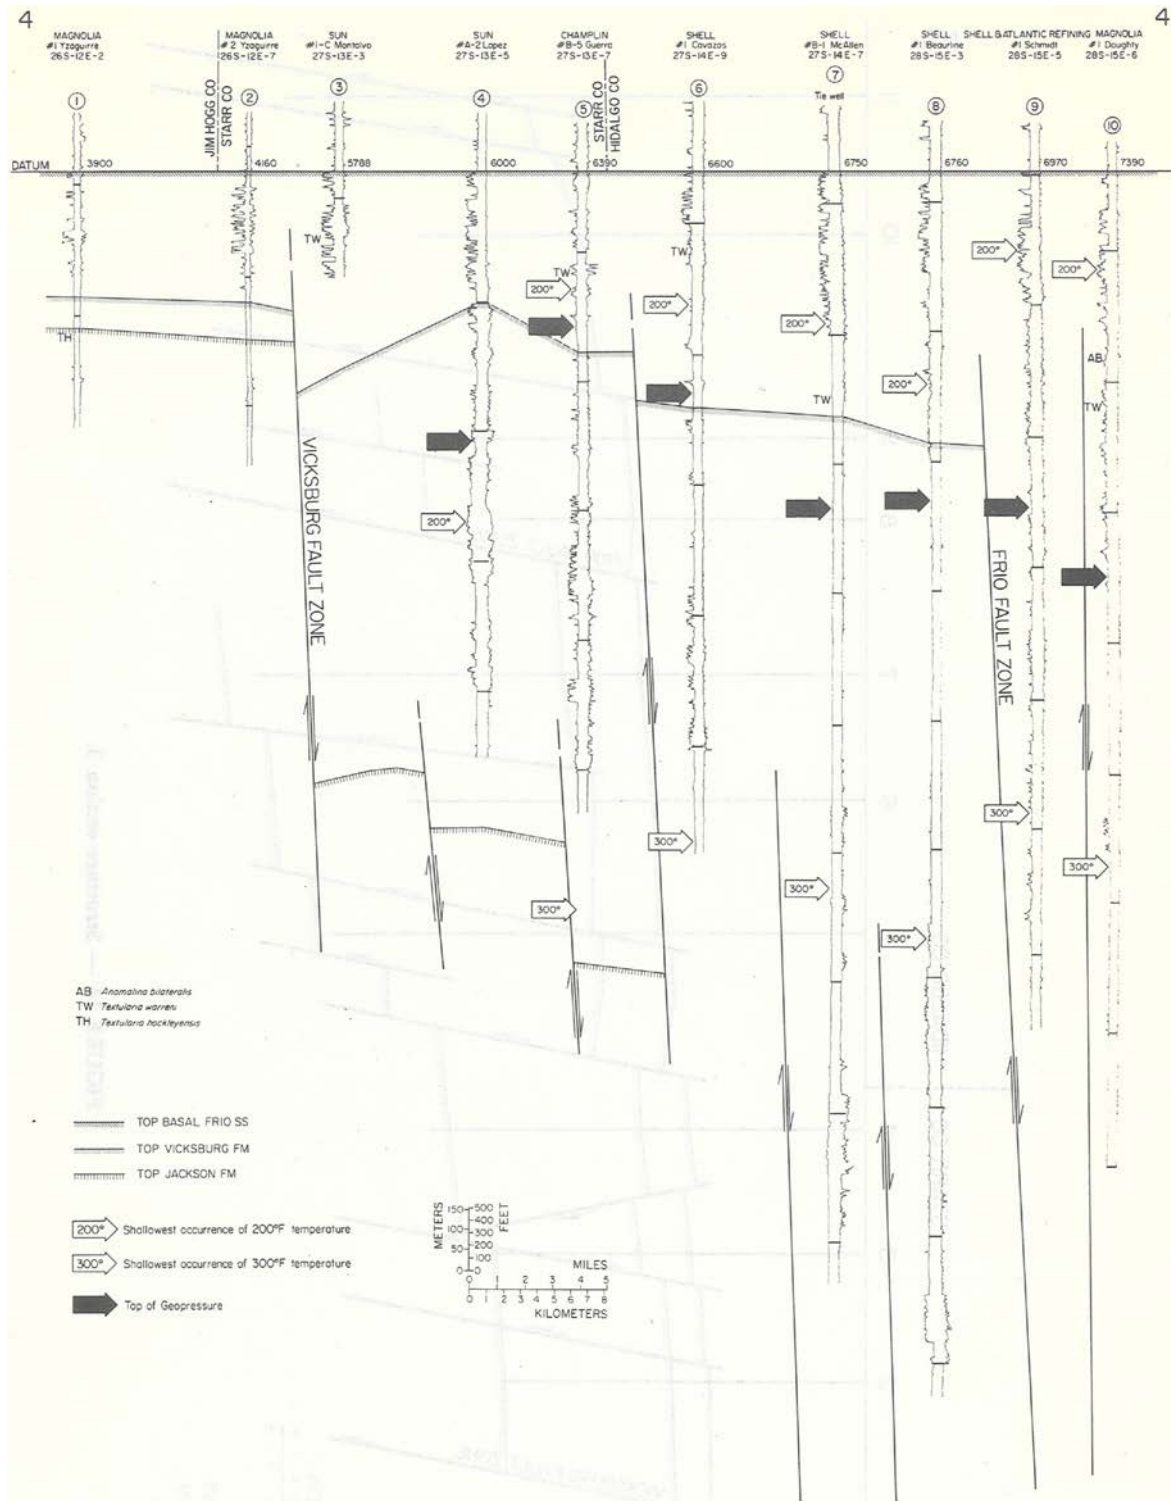 4
4
MAGNOLIA
#1 Yzaguirre
26S-12E-2
MAGNOLIA
#2 Yzaguirre
26S-12E-7
SUN
#1-C Montalvo
27S-13E-3
SUN
#A-2 Lopez
27S-13E-5
CHAMPLIN
#B-5 Guerra
27S-13E-7
SHELL
#1 Cavazos
27S-14E-9
SHELL
#B-1 McAllen
27S-14E-7
SHELL
#1 Beaurline
28S-15E-3
SHELL & ATLANTIC REFINING
#1 Schmidt
28S-15E-5
MAGNOLIA
#1 Doughty
28S-15E-6
1
2
3
4
5
6
7
Tie well
8
9
10
JIM HOGG CO
STARR CO
STARR CO
HIDALGO CO
DATUM
3900
4160
5788
6000
6390
6600
6750
6760
6970
7390
TW
TW
TW
200°
200°
200°
200°
200°
200°
TH
AB
TW
TW
200°
VICKSBURG FAULT ZONE
FRIO FAULT ZONE
300°
300°
300°
300°
300°
300°
AB Anomalina bilateralis
TW Textularia warreni
TH Textularia hockleyensis
TOP BASAL FRIO SS
TOP VICKSBURG FM
TOP JACKSON FM
200° Shallowest occurrence of 200°F temperature
300° Shallowest occurrence of 300°F temperature
Top of Geopressure
METERS
150
100
50
0
500
400
300
200
100
0
FEET
MILES
0 1 2 3 4 5
0 1 2 3 4 5 6 7 8
KILOMETERS